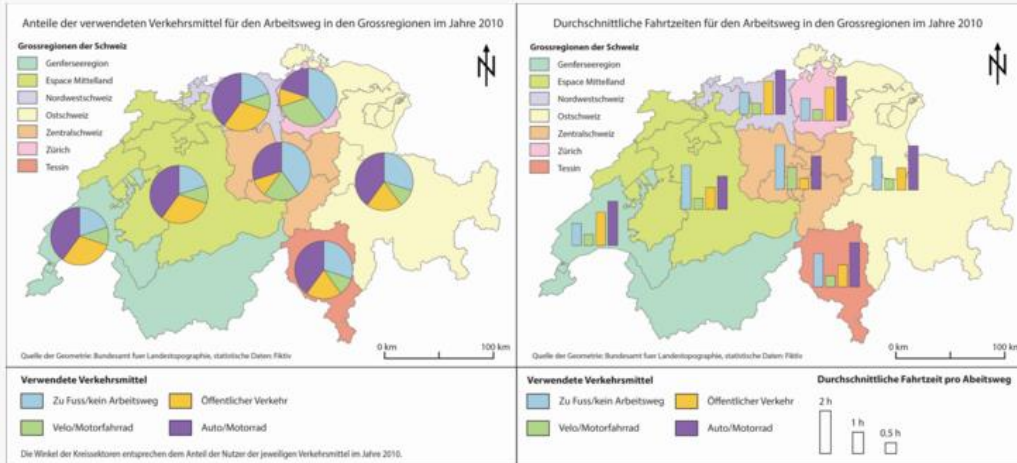 Anteile der verwendeten Verkehrsmittel für den Arbeitsweg in den Grossregionen im Jahre 2010
Grossregionen der Schweiz
Genferseeregion
Espace Mittelland
Nordwestschweiz
Ostschweiz
Zentralschweiz
Zürich
Tessin
N
Quelle der Geometrie: Bundesamt fuer Landestopographie, statistische Daten: Fiktiv
0 km 100 km
Verwendete Verkehrsmittel
Zu Fuss/kein Arbeitsweg
Öffentlicher Verkehr
Velo/Motorfahrrad
Auto/Motorrad
Die Winkel der Kreissektoren entsprechen dem Anteil der Nutzer der jeweiligen Verkehrsmittel im Jahre 2010.
Durchschnittliche Fahrtzeiten für den Arbeitsweg in den Grossregionen im Jahre 2010
Grossregionen der Schweiz
Genferseeregion
Espace Mittelland
Nordwestschweiz
Ostschweiz
Zentralschweiz
Zürich
Tessin
N
Quelle der Geometrie: Bundesamt fuer Landestopographie, statistische Daten: Fiktiv
0 km 100 km
Verwendete Verkehrsmittel
Zu Fuss/kein Arbeitsweg
Öffentlicher Verkehr
Velo/Motorfahrrad
Auto/Motorrad
Durchschnittliche Fahrtzeit pro Abeitsweg
2 h
1 h
0,5 h